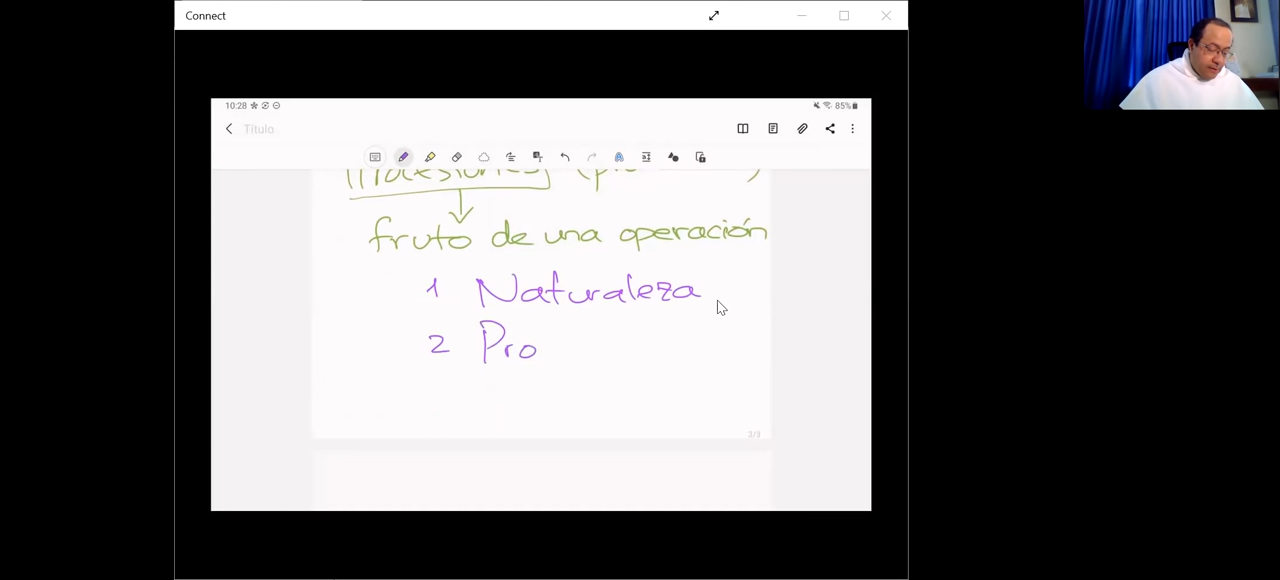 Connect
10:28
85%
Título
fruto de una operación
1 Naturaleza
2 Pro